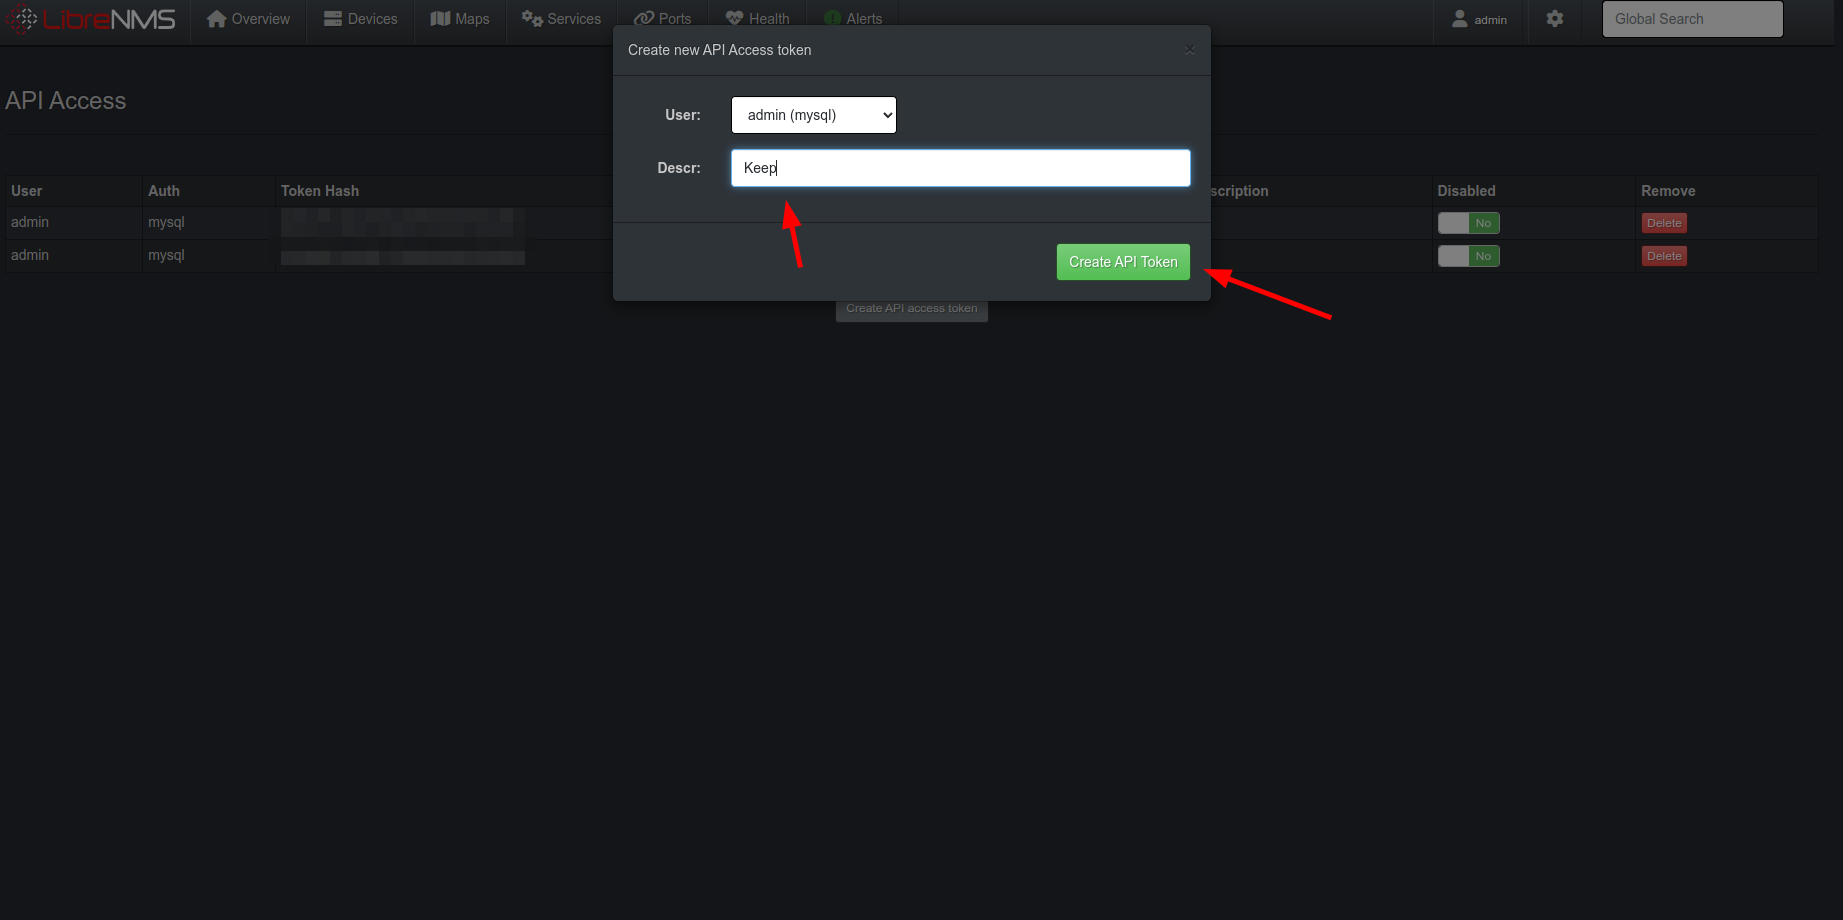 LibreNMS Overview Devices Maps Services Ports Health Alerts admin Global Search
Create new API Access token ×
API Access
User: admin (mysql)
Descr: Keep
User Auth Token Hash scription Disabled Remove
admin mysql No Delete
admin mysql No Delete
Create API Token
Create API access token